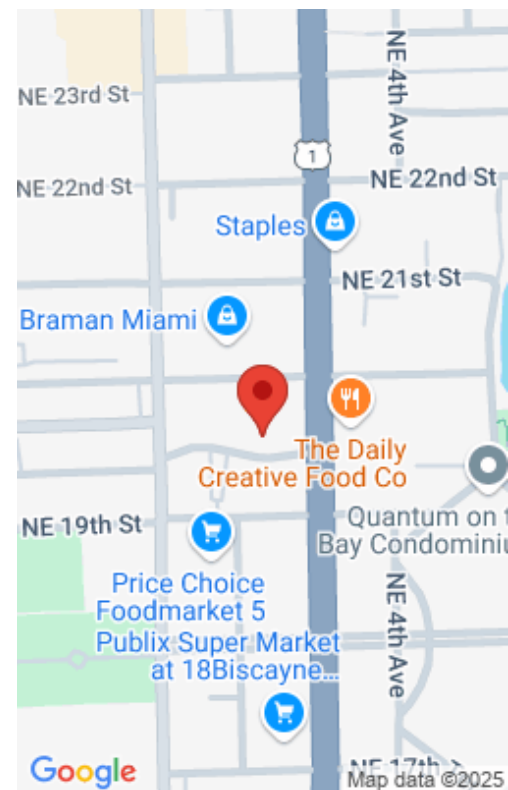 NE 4th Ave
NE 23rd St
1
NE 22nd St
NE 22nd St
Staples
NE 21st St
Braman Miami
The Daily
Creative Food Co
NE 19th St
Quantum on t
Bay Condominiu
Price Choice
Foodmarket 5
NE 4th Ave
Publix Super Market
at 18Biscayne...
NE 17th
Google
Map data ©2025